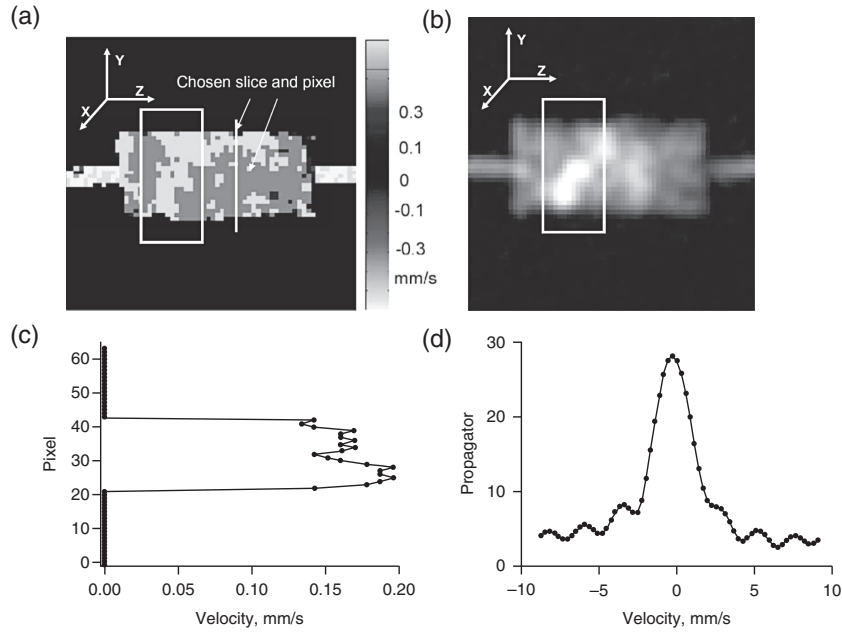 (a)
Y
Z
X
Chosen slice and pixel
0.3
0.1
0
-0.1
-0.3
mm/s
(b)
Y
Z
X
(c)
60
50
40
30
20
10
0
Pixel
0.00
0.05
0.10
0.15
0.20
Velocity, mm/s
(d)
30
20
10
0
Propagator
–10
–5
0
5
10
Velocity, mm/s